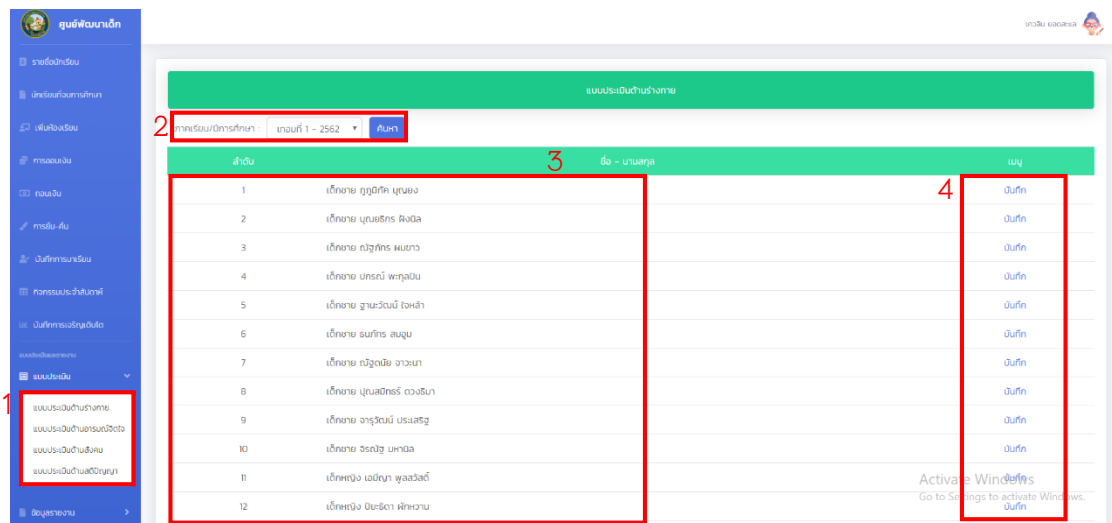 ศูนย์พัฒนาเด็ก
รายชื่อนักเรียน
นักเรียนที่จบการศึกษา
เพิ่มห้องเรียน
การออมเงิน
ถอนเงิน
การยืม-คืน
บันทึกการมาเรียน
กิจกรรมประจำสัปดาห์
บันทึกการเจริญเติบโต
แบบประเมินและรายงาน
แบบประเมิน
1
แบบประเมินด้านร่างกาย
แบบประเมินด้านอารมณ์จิตใจ
แบบประเมินด้านสังคม
แบบประเมินด้านสติปัญญา
ข้อมูลรายงาน
แบบประเมินด้านร่างกาย
2 ภาคเรียน/ปีการศึกษา : เทอมที่ 1 - 2562 ค้นหา
ลำดับ 3 ชื่อ - นามสกุล เมนู
4
1 เด็กชาย ภูภูมิภัค บุญยง บันทึก
2 เด็กชาย บุณยธิกร ฝังนิล บันทึก
3 เด็กชาย ณัฐภัทร ผมขาว บันทึก
4 เด็กชาย ปกรณ์ พะกุลปัน บันทึก
5 เด็กชาย ฐานะวัฒน์ ใจหล้า บันทึก
6 เด็กชาย ธนภัทร สมอุม บันทึก
7 เด็กชาย ณัฐดนัย จาวะนา บันทึก
8 เด็กชาย ปุณสมิทธร์ ดวงธิมา บันทึก
9 เด็กชาย จารุวัฒน์ ประเสริฐ บันทึก
10 เด็กชาย จิรณัฐ มหานิล บันทึก
11 เด็กหญิง เอมิญา พูลสวัสดิ์ บันทึก
12 เด็กหญิง ปิยะธิดา ผักหวาน บันทึก
Activate Windows
Go to Settings to activate Windows.